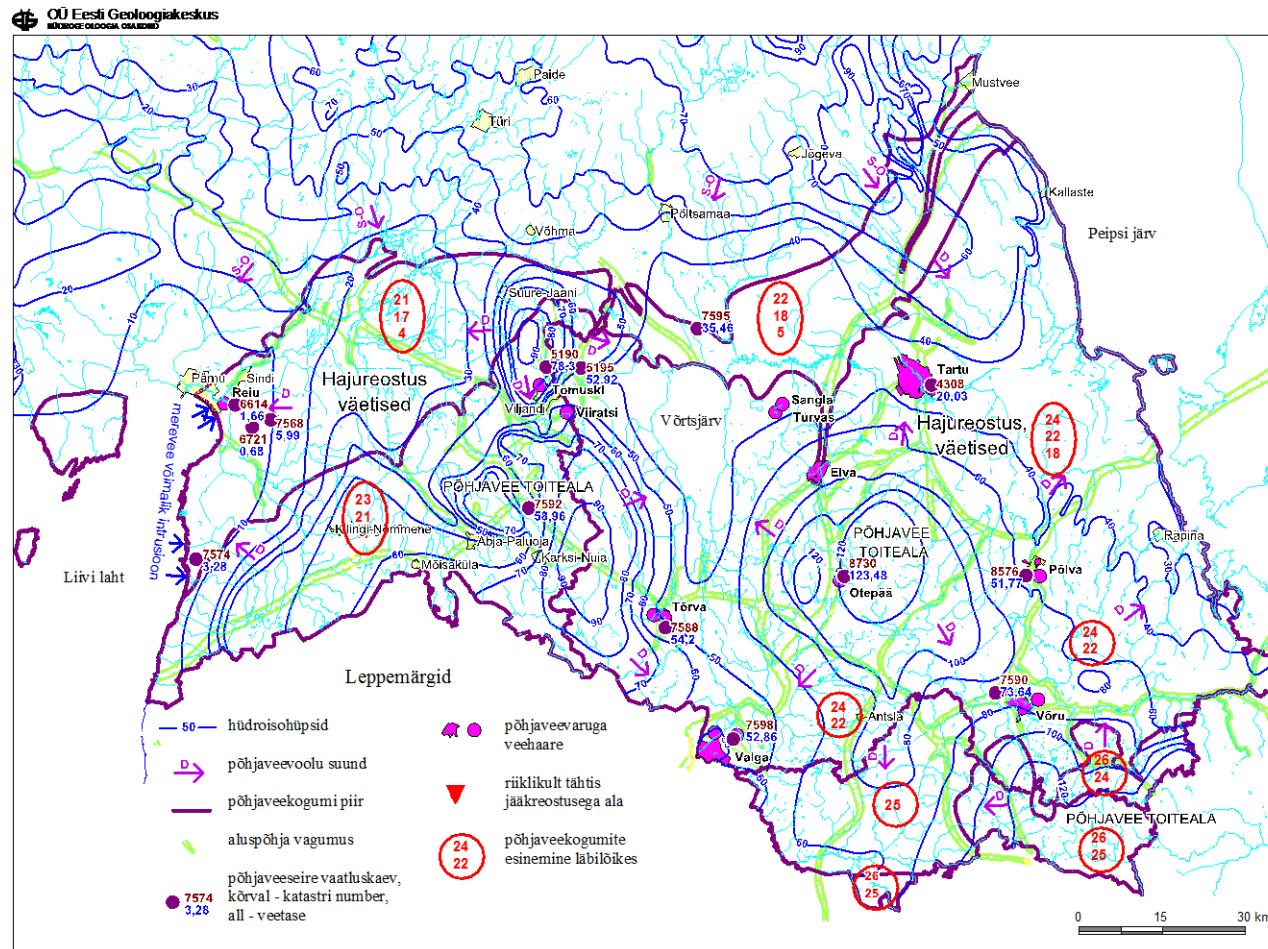 OÜ Eesti Geoloogiakeskus
HÜDROGEOLOOGIA OSAKOND
Paide
Türi
Mustvee
Jõgeva
Kallaste
Põltsamaa
Võhma
Peipsi järv
Suure-Jaani
21
17
4
22
18
5
7595
35,46
5190
78,3
5195
52,92
Pärnu
Sindi
Reiu
6614
1,66
7568
5,99
6721
0,68
Hajureostus
väetised
Viljandi
Viiratsi
Võrtsjärv
Sangla
Turvas
Tartu
4308
20,03
Hajureostus,
väetised
24
22
18
Elva
merevee võimalik intrusioon
PÕHJAVEE TOITEALA
7592
58,96
23
21
Kilingi-Nõmmene
Abja-Paluoja
Mõisaküla
Karksi-Nuia
7574
3,28
Liivi laht
PÕHJAVEE
TOITEALA
8730
123,48
Otepää
8576
51,77
Põlva
Räpina
Tõrva
7588
54,2
24
22
7590
73,64
Võru
24
22
Antsla
7598
52,86
Valga
25
26
24
PÕHJAVEE TOITEALA
26
25
26
25
Leppemärgid
50
hüdroisohüpsid
D
põhjaveevoolu suund
põhjaveekogumi piir
aluspõhja vagumus
7574
3,28
põhjaveeseire vaatluskaev,
kõrval - katastri number,
all - veetase
põhjaveevaruga
veehaare
riiklikult tähtis
jääkreostusega ala
24
22
põhjaveekogumite
esinemine läbilõikes
0 15 30 km